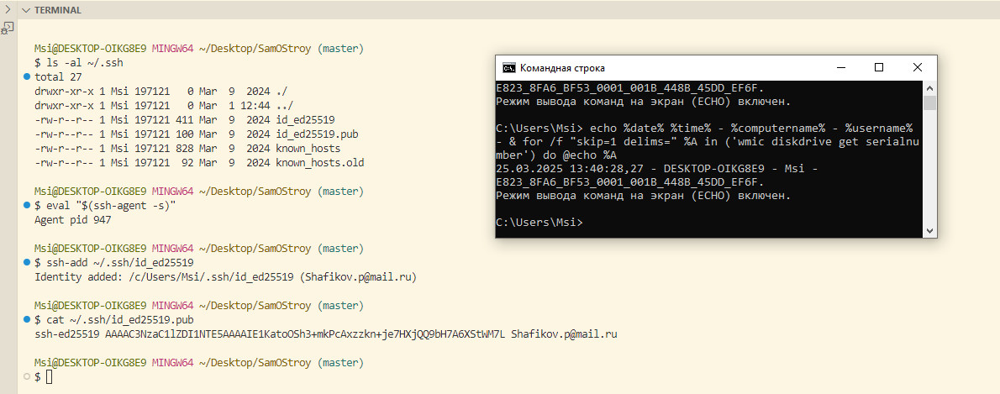 TERMINAL
Msi@DESKTOP-OIKG8E9 MINGW64 ~/Desktop/SamOStroy (master)
$ ls -al ~/.ssh
total 27
drwxr-xr-x 1 Msi 197121   0 Mar  9  2024 ./
drwxr-xr-x 1 Msi 197121   0 Mar  1 12:44 ../
-rw-r--r-- 1 Msi 197121 411 Mar  9  2024 id_ed25519
-rw-r--r-- 1 Msi 197121 100 Mar  9  2024 id_ed25519.pub
-rw-r--r-- 1 Msi 197121 828 Mar  9  2024 known_hosts
-rw-r--r-- 1 Msi 197121  92 Mar  9  2024 known_hosts.old
Msi@DESKTOP-OIKG8E9 MINGW64 ~/Desktop/SamOStroy (master)
$ eval "$(ssh-agent -s)"
Agent pid 947
Msi@DESKTOP-OIKG8E9 MINGW64 ~/Desktop/SamOStroy (master)
$ ssh-add ~/.ssh/id_ed25519
Identity added: /c/Users/Msi/.ssh/id_ed25519 (Shafikov.p@mail.ru)
Msi@DESKTOP-OIKG8E9 MINGW64 ~/Desktop/SamOStroy (master)
$ cat ~/.ssh/id_ed25519.pub
ssh-ed25519 AAAAC3NzaC1lZDI1NTE5AAAAIE1KatoOSh3+mkPcAxzzkn+je7HXjQQ9bH7A6XStWM7L Shafikov.p@mail.ru
Msi@DESKTOP-OIKG8E9 MINGW64 ~/Desktop/SamOStroy (master)
$
Командная строка
E823_8FA6_BF53_0001_001B_448B_45DD_EF6F.
Режим вывода команд на экран (ECHO) включен.
C:\Users\Msi> echo %date% %time% - %computername% - %username%
- & for /f "skip=1 delims=" %A in ('wmic diskdrive get serialnu
mber') do @echo %A
25.03.2025 13:40:28,27 - DESKTOP-OIKG8E9 - Msi -
E823_8FA6_BF53_0001_001B_448B_45DD_EF6F.
Режим вывода команд на экран (ECHO) включен.
C:\Users\Msi>